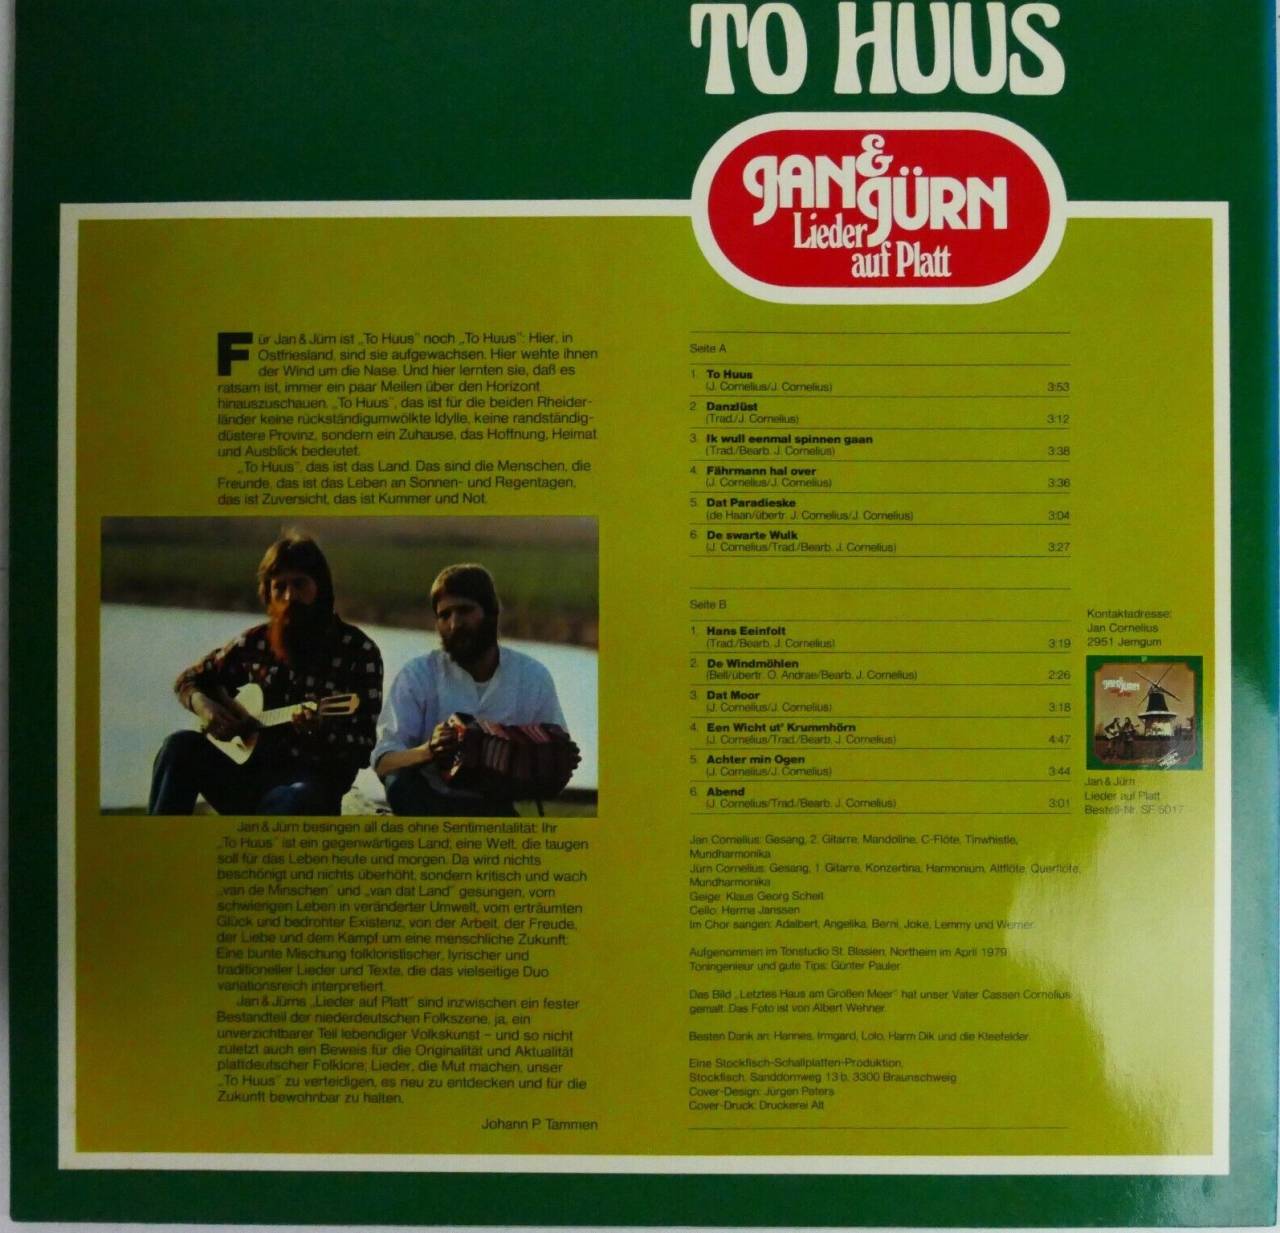 TO HUUS
JAN & JÜRN
Lieder
auf Platt
Für Jan & Jürn ist „To Huus" noch „To Huus": Hier, in
Ostfriesland, sind sie aufgewachsen. Hier wehte ihnen
der Wind um die Nase. Und hier lernten sie, daß es
ratsam ist, immer ein paar Meilen über den Horizont
hinauszuschauen. „To Huus", das ist für die beiden Rheider-
länder keine rückständigumwölkte Idylle, keine randständig-
düstere Provinz, sondern ein Zuhause, das Hoffnung, Heimat
und Ausblick bedeutet.
„To Huus", das ist das Land. Das sind die Menschen, die
Freunde, das ist das Leben an Sonnen- und Regentagen,
das ist Zuversicht, das ist Kummer und Not.
Jan & Jürn besingen all das ohne Sentimentalität: Ihr
„To Huus" ist ein gegenwärtiges Land; eine Welt, die taugen
soll für das Leben heute und morgen. Da wird nichts
beschönigt und nichts überhöht, sondern kritisch und wach
„van de Minschen" und „van dat Land" gesungen, vom
schwierigen Leben in veränderter Umwelt, vom erträumten
Glück und bedrohter Existenz, von der Arbeit, der Freude,
der Liebe und dem Kampf um eine menschliche Zukunft:
Eine bunte Mischung folkloristischer, lyrischer und
traditioneller Lieder und Texte, die das vielseitige Duo
variationsreich interpretiert.
Jan & Jürns „Lieder auf Platt" sind inzwischen ein fester
Bestandteil der niederdeutschen Folkszene, ja, ein
unverzichtbarer Teil lebendiger Volkskunst – und so nicht
zuletzt auch ein Beweis für die Originalität und Aktualität
plattdeutscher Folklore; Lieder, die Mut machen, unser
„To Huus" zu verteidigen, es neu zu entdecken und für die
Zukunft bewohnbar zu halten.
Johann P. Tammen
Seite A
1. To Huus
(J. Cornelius/J. Cornelius) 3:53
2. Danzlüst
(Trad./J. Cornelius) 3:12
3. Ik wull eenmal spinnen gaan
(Trad./Bearb. J. Cornelius) 3:38
4. Fährmann hal over
(J. Cornelius/J. Cornelius) 3:36
5. Dat Paradieske
(de Haan/übertr. J. Cornelius/J. Cornelius) 3:04
6. De swarte Wulk
(J. Cornelius/Trad./Bearb. J. Cornelius) 3:27
Seite B
1. Hans Eeinfolt
(Trad./Bearb. J. Cornelius) 3:19
2. De Windmöhlen
(Bell/übertr. O. Andrae/Bearb. J. Cornelius) 2:26
3. Dat Moor
(J. Cornelius/J. Cornelius) 3:18
4. Een Wicht ut' Krummhörn
(J. Cornelius/Trad./Bearb. J. Cornelius) 4:47
5. Achter min Ogen
(J. Cornelius/J. Cornelius) 3:44
6. Abend
(J. Cornelius/Trad./Bearb. J. Cornelius) 3:01
Jan Cornelius: Gesang, 2. Gitarre, Mandoline, C-Flöte, Tinwhistle,
Mundharmonika
Jürn Cornelius: Gesang, 1. Gitarre, Konzertina, Harmonium, Altflöte, Querflöte,
Mundharmonika
Geige: Klaus Georg Scheit
Cello: Herma Janssen
Im Chor sangen: Adalbert, Angelika, Berni, Joke, Lemmy und Werner
Aufgenommen im Tonstudio St. Blasien, Northeim im April 1979
Toningenieur und gute Tips: Günter Pauler
Das Bild „Letztes Haus am Großen Meer" hat unser Vater Cassen Cornelius
gemalt. Das Foto ist von Albert Wehner.
Besten Dank an: Hannes, Irmgard, Lolo, Harm Dik und die Kleefelder.
Eine Stockfisch-Schallplatten-Produktion,
Stockfisch, Sanddornweg 13 b, 3300 Braunschweig
Cover-Design: Jürgen Peters
Cover-Druck: Druckerei Alt
Kontaktadresse:
Jan Cornelius
2951 Jemgum
JAN & JÜRN
Jan & Jürn
Lieder auf Platt
Bestell-Nr. SF 5017